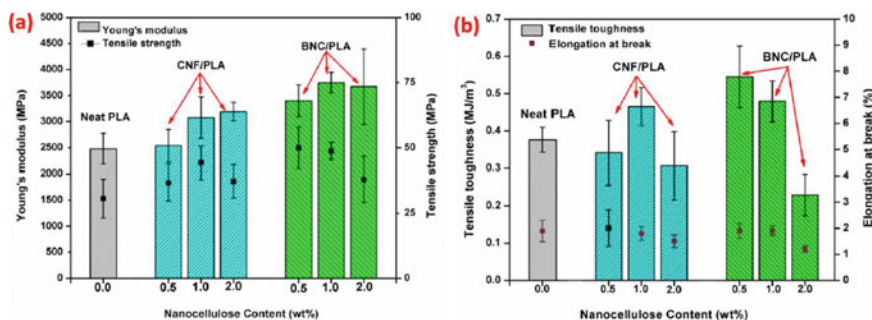 (a)
Young's modulus
Tensile strength
Neat PLA
CNF/PLA
BNC/PLA
Young's modulus (MPa)
5000
4500
4000
3500
3000
2500
2000
1500
1000
500
0
Tensile strength (MPa)
100
75
50
25
0
0.0
0.5
1.0
2.0
0.5
1.0
2.0
Nanocellulose Content (wt%)
(b)
Tensile toughness
Elongation at break
Neat PLA
CNF/PLA
BNC/PLA
Tensile toughness (MJ/m³)
0.7
0.6
0.5
0.4
0.3
0.2
0.1
0.0
Elongation at break (%)
10
9
8
7
6
5
4
3
2
1
0
0.0
0.5
1.0
2.0
0.5
1.0
2.0
Nanocellulose Content (wt%)